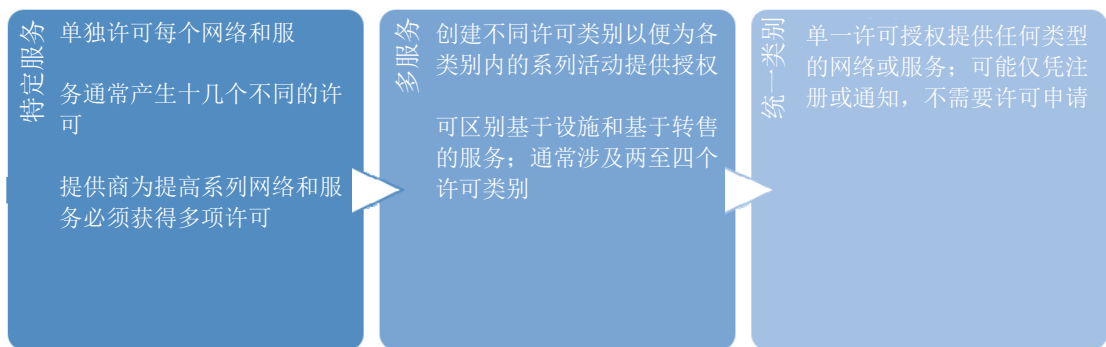 特定服务
单独许可每个网络和服
务通常产生十几个不同的许
可
提供商为提高系列网络和服
务必须获得多项许可
多服务
创建不同许可类别以便为各
类别内的系列活动提供授权
可区别基于设施和基于转售
的服务；通常涉及两至四个
许可类别
统一类别
单一许可授权提供任何类型
的网络或服务；可能仅凭注
册或通知，不需要许可申请